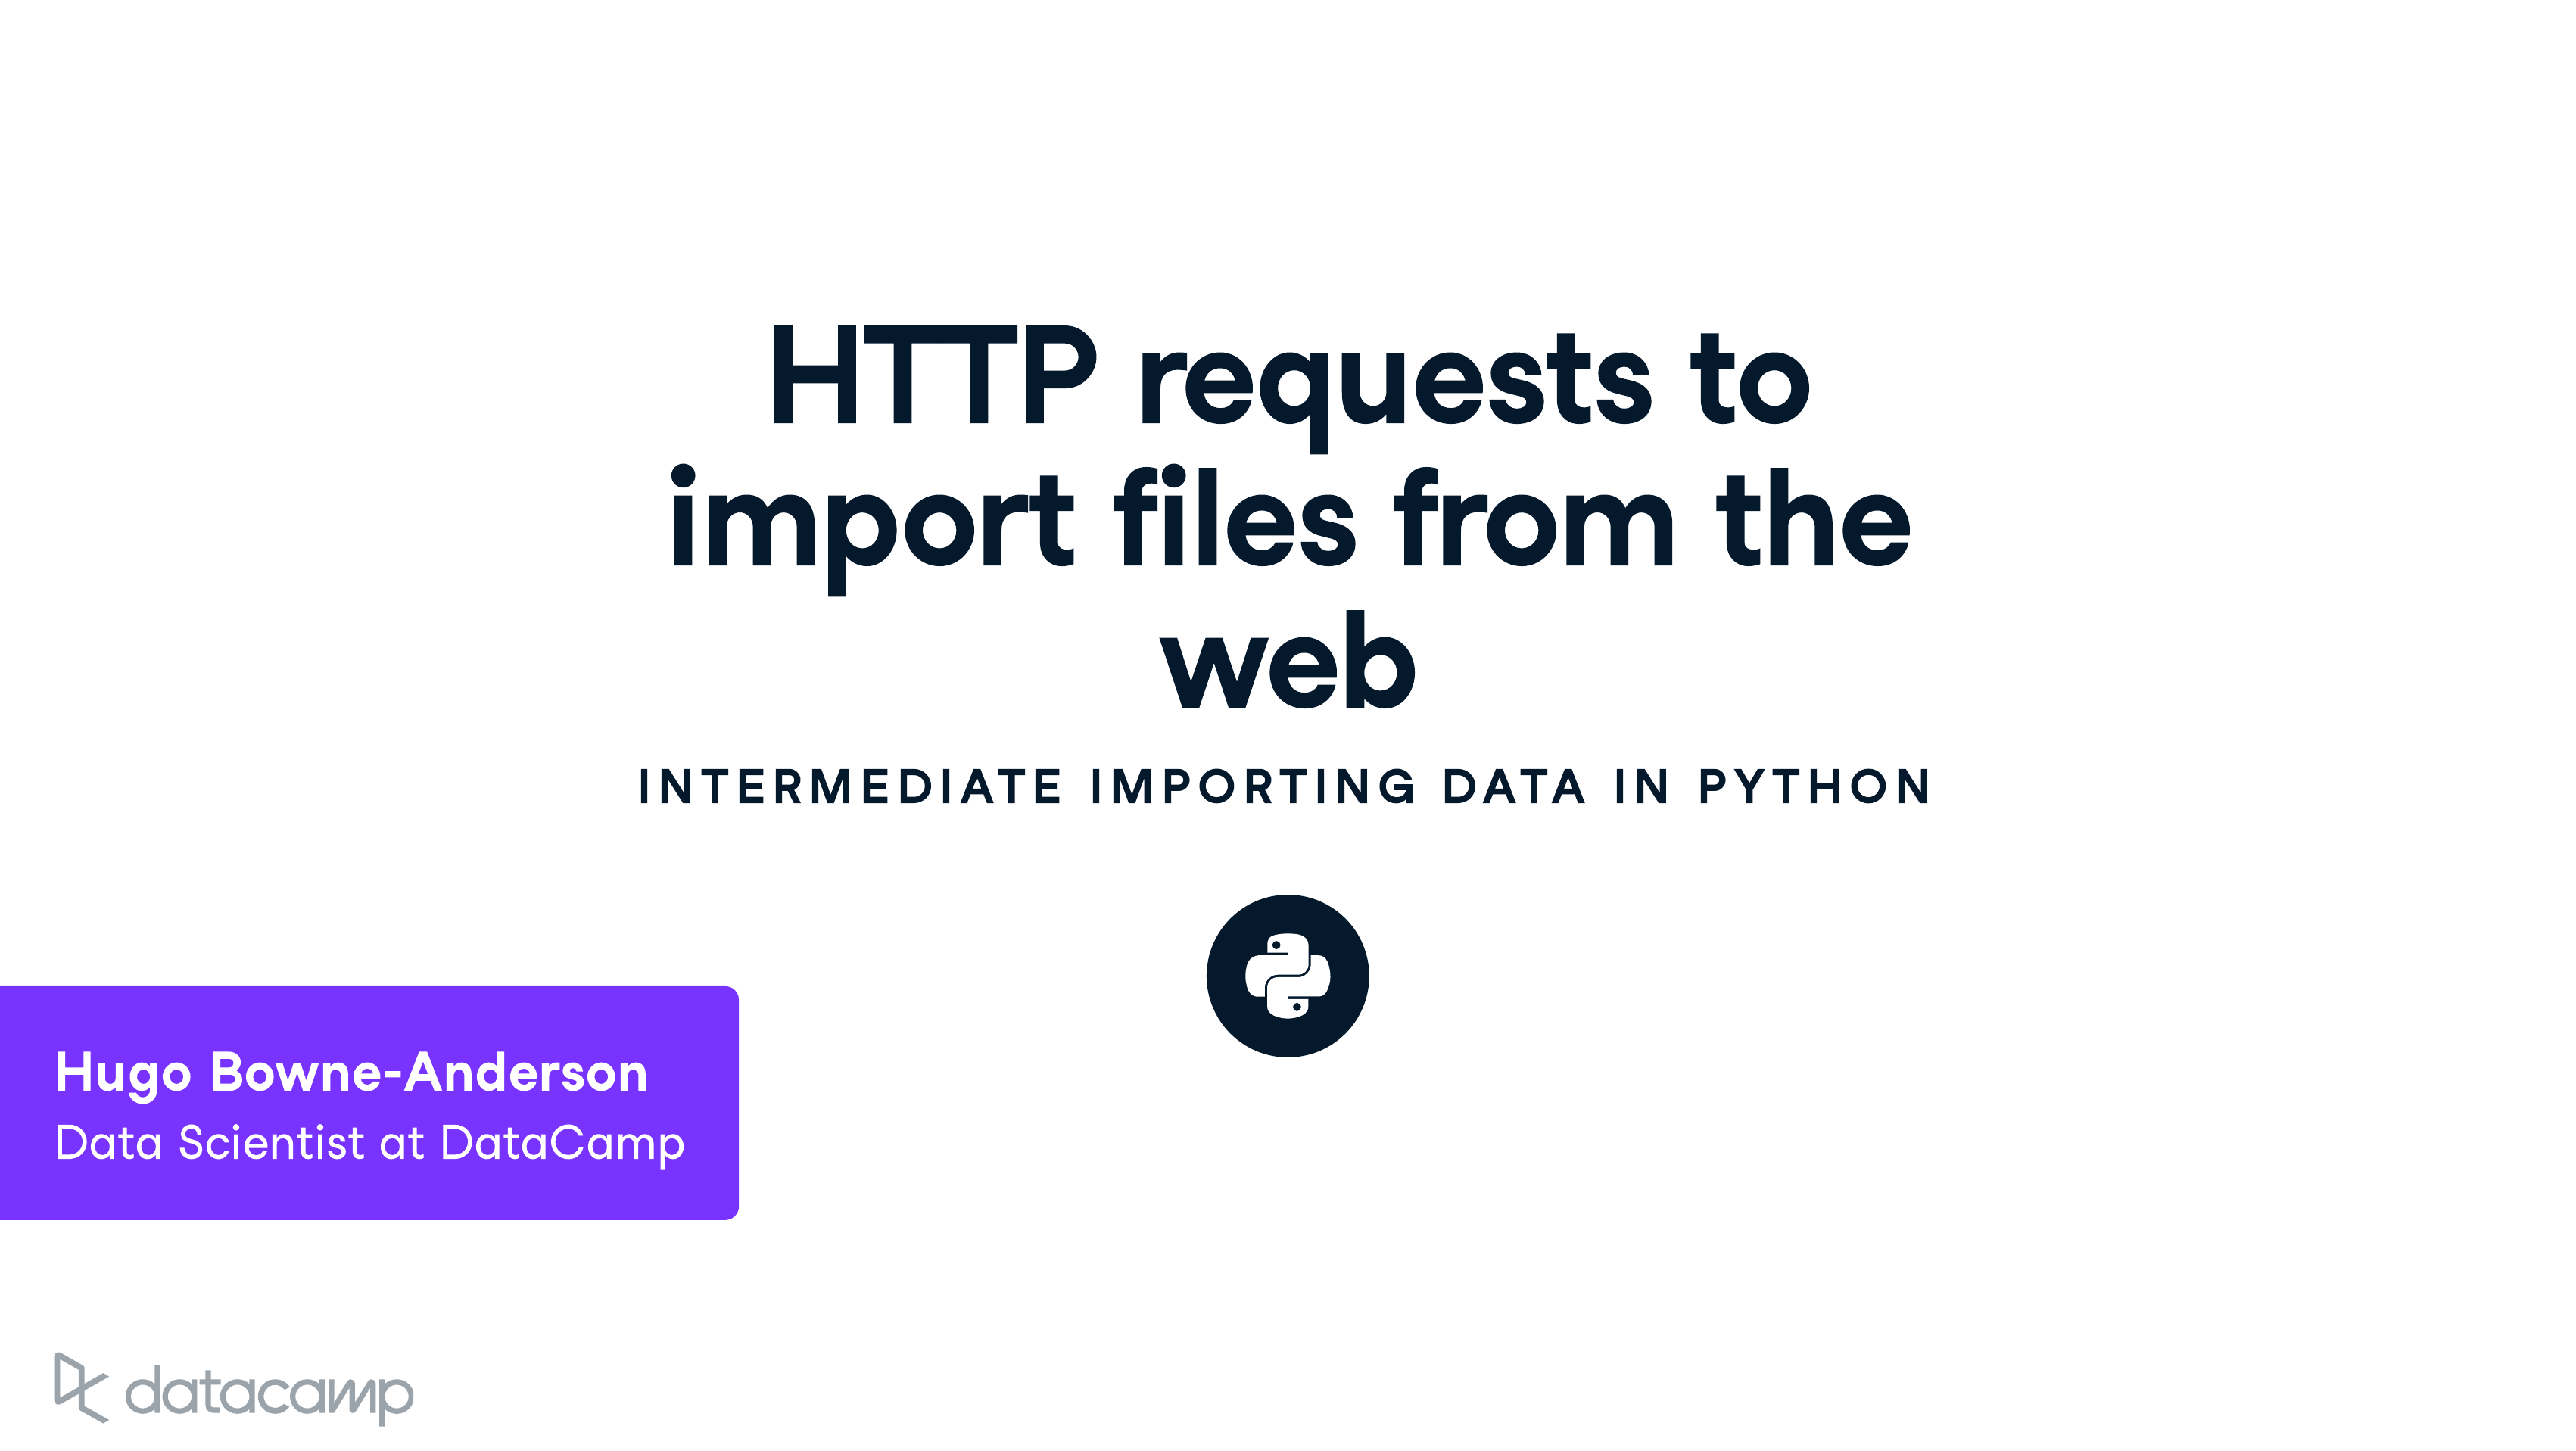 HTTP requests to
import files from the
web
INTERMEDIATE IMPORTING DATA IN PYTHON
Hugo Bowne-Anderson
Data Scientist at DataCamp
datacamp